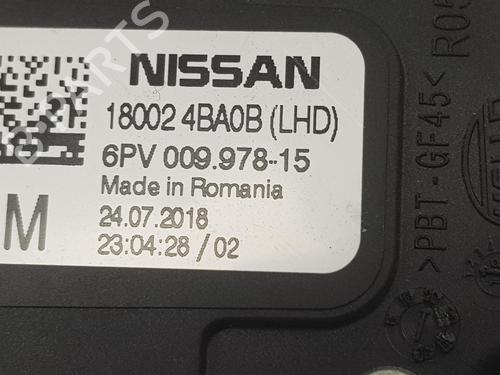 NISSAN
18002 4BA0B (LHD)
6PV 009.978-15
Made in Romania
24.07.2018
23:04:28 / 02
M
>PBT-GF45< R05